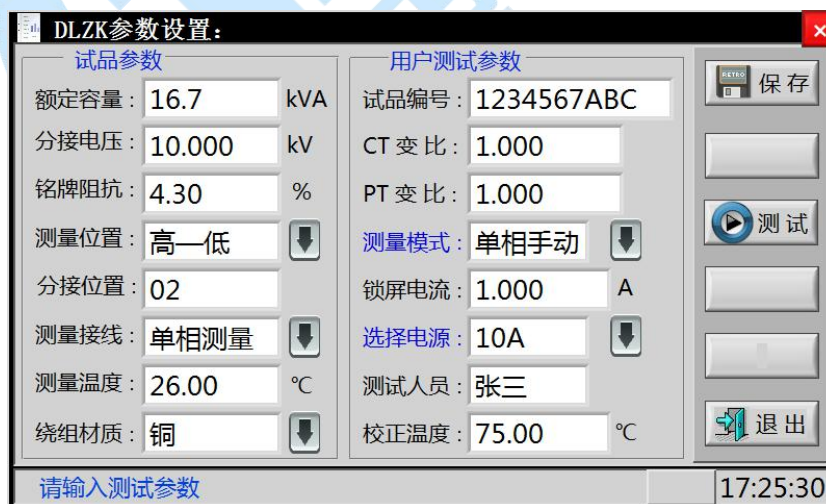 DLZK参数设置：
试品参数
额定容量： 16.7 kVA
分接电压： 10.000 kV
铭牌阻抗： 4.30 %
测量位置： 高—低
分接位置： 02
测量接线： 单相测量
测量温度： 26.00 ℃
绕组材质： 铜
用户测试参数
试品编号： 1234567ABC
CT 变 比： 1.000
PT 变 比： 1.000
测量模式： 单相手动
锁屏电流： 1.000 A
选择电源： 10A
测试人员： 张三
校正温度： 75.00 ℃
RETRO
保 存
测 试
退 出
请输入测试参数
17:25:30